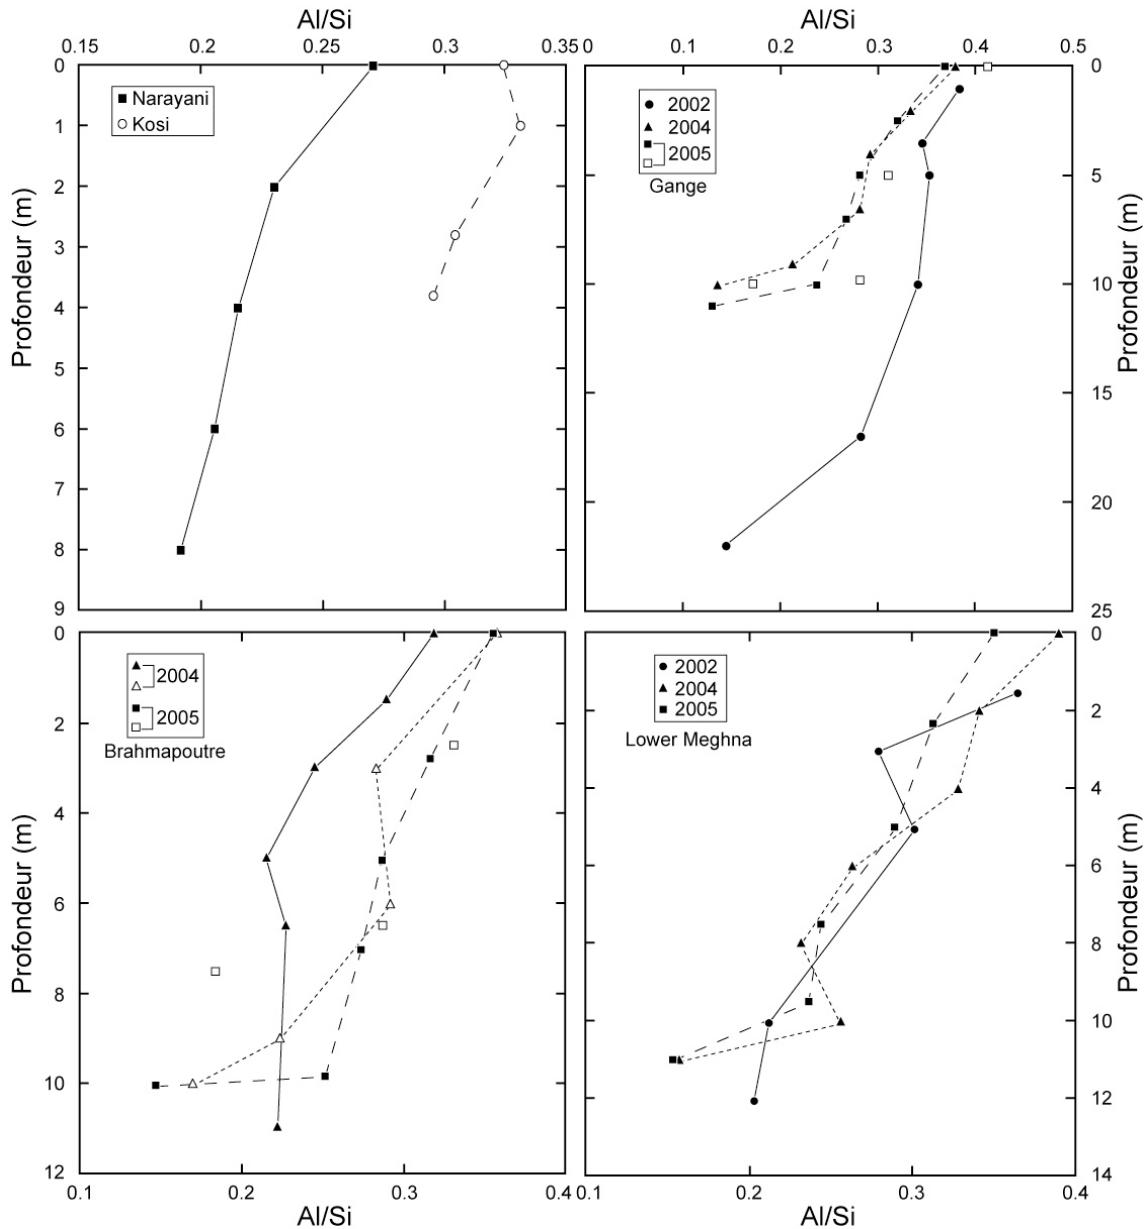 Al/Si
0.15 0.2 0.25 0.3 0.35
0
1
2
3
4
5
6
7
8
9
Profondeur (m)
Narayani
Kosi
Al/Si
0 0.1 0.2 0.3 0.4 0.5
0
5
10
15
20
25
Profondeur (m)
2002
2004
2005
Gange
0
2
4
6
8
10
12
Profondeur (m)
2004
2005
Brahmapoutre
0.1 0.2 0.3 0.4
Al/Si
0
2
4
6
8
10
12
14
Profondeur (m)
2002
2004
2005
Lower Meghna
0.1 0.2 0.3 0.4
Al/Si